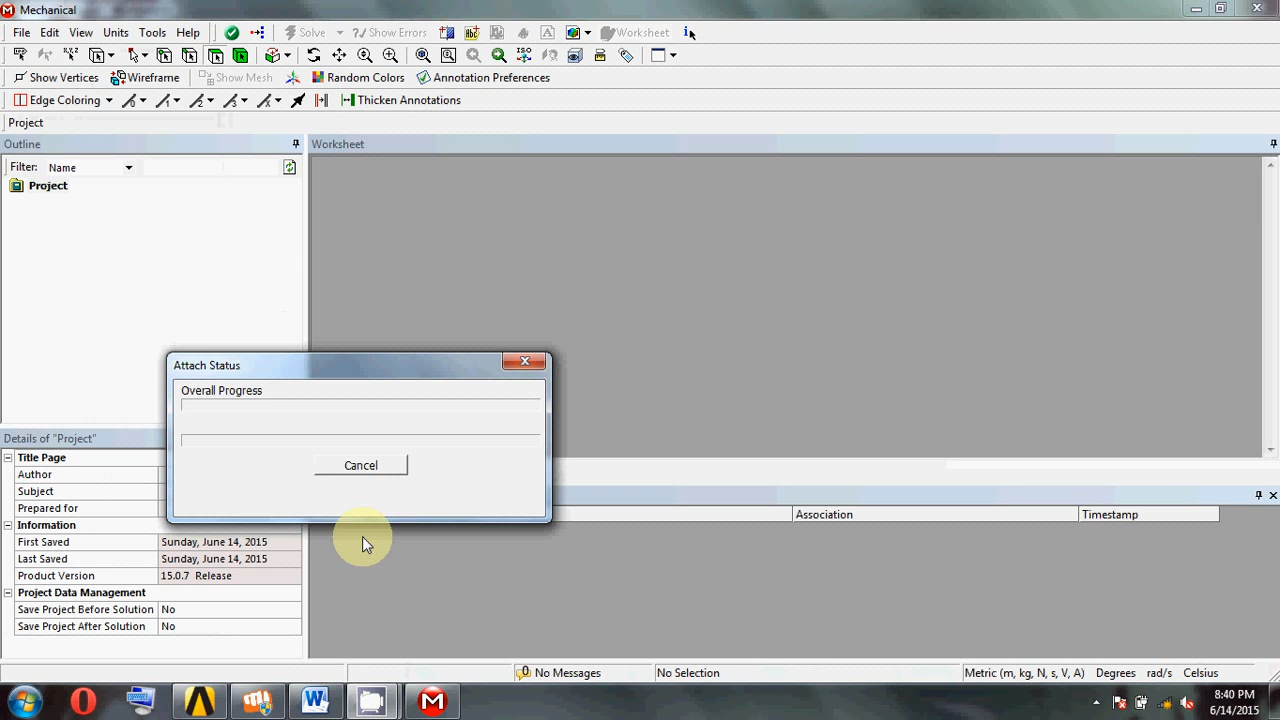 Mechanical
File Edit View Units Tools Help Solve Show Errors Worksheet
ISO
Show Vertices Wireframe Show Mesh Random Colors Annotation Preferences
Edge Coloring Thicken Annotations
Project
Outline Worksheet
Filter: Name
Project
Attach Status
Overall Progress
Cancel
Details of "Project"
Title Page
Author
Subject
Prepared for
Information
First Saved Sunday, June 14, 2015
Last Saved Sunday, June 14, 2015
Product Version 15.0.7 Release
Project Data Management
Save Project Before Solution No
Save Project After Solution No
Association Timestamp
0 No Messages No Selection Metric (m, kg, N, s, V, A) Degrees rad/s Celsius
8:40 PM
6/14/2015